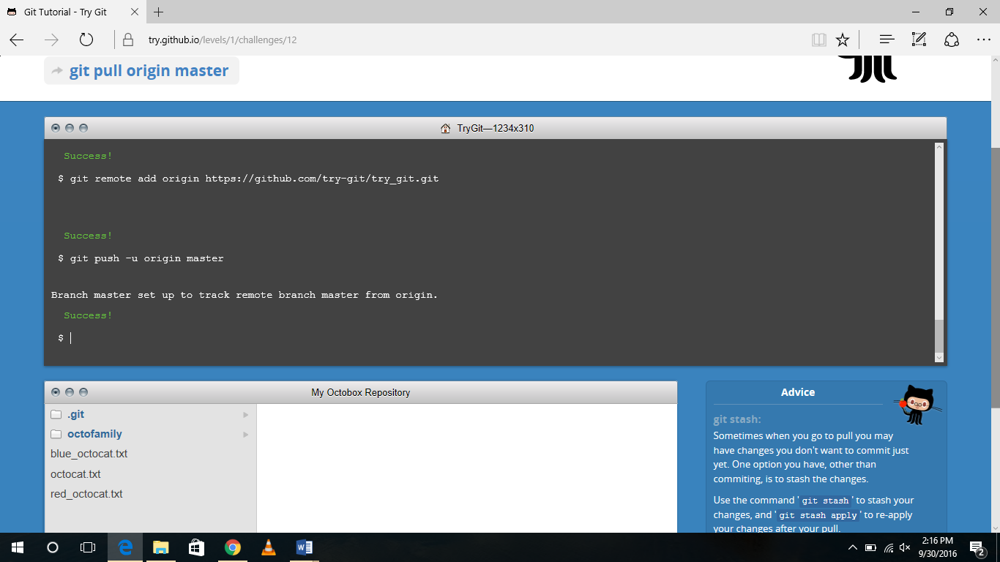 Git Tutorial - Try Git
try.github.io/levels/1/challenges/12
git pull origin master
TryGit—1234x310
Success!
$ git remote add origin https://github.com/try-git/try_git.git
Success!
$ git push -u origin master
Branch master set up to track remote branch master from origin.
Success!
$
My Octobox Repository
.git
octofamily
blue_octocat.txt
octocat.txt
red_octocat.txt
Advice
git stash:
Sometimes when you go to pull you may
have changes you don't want to commit just
yet. One option you have, other than
commiting, is to stash the changes.
Use the command 'git stash' to stash your
changes, and 'git stash apply' to re-apply
your changes after your pull.
2:16 PM
9/30/2016
2